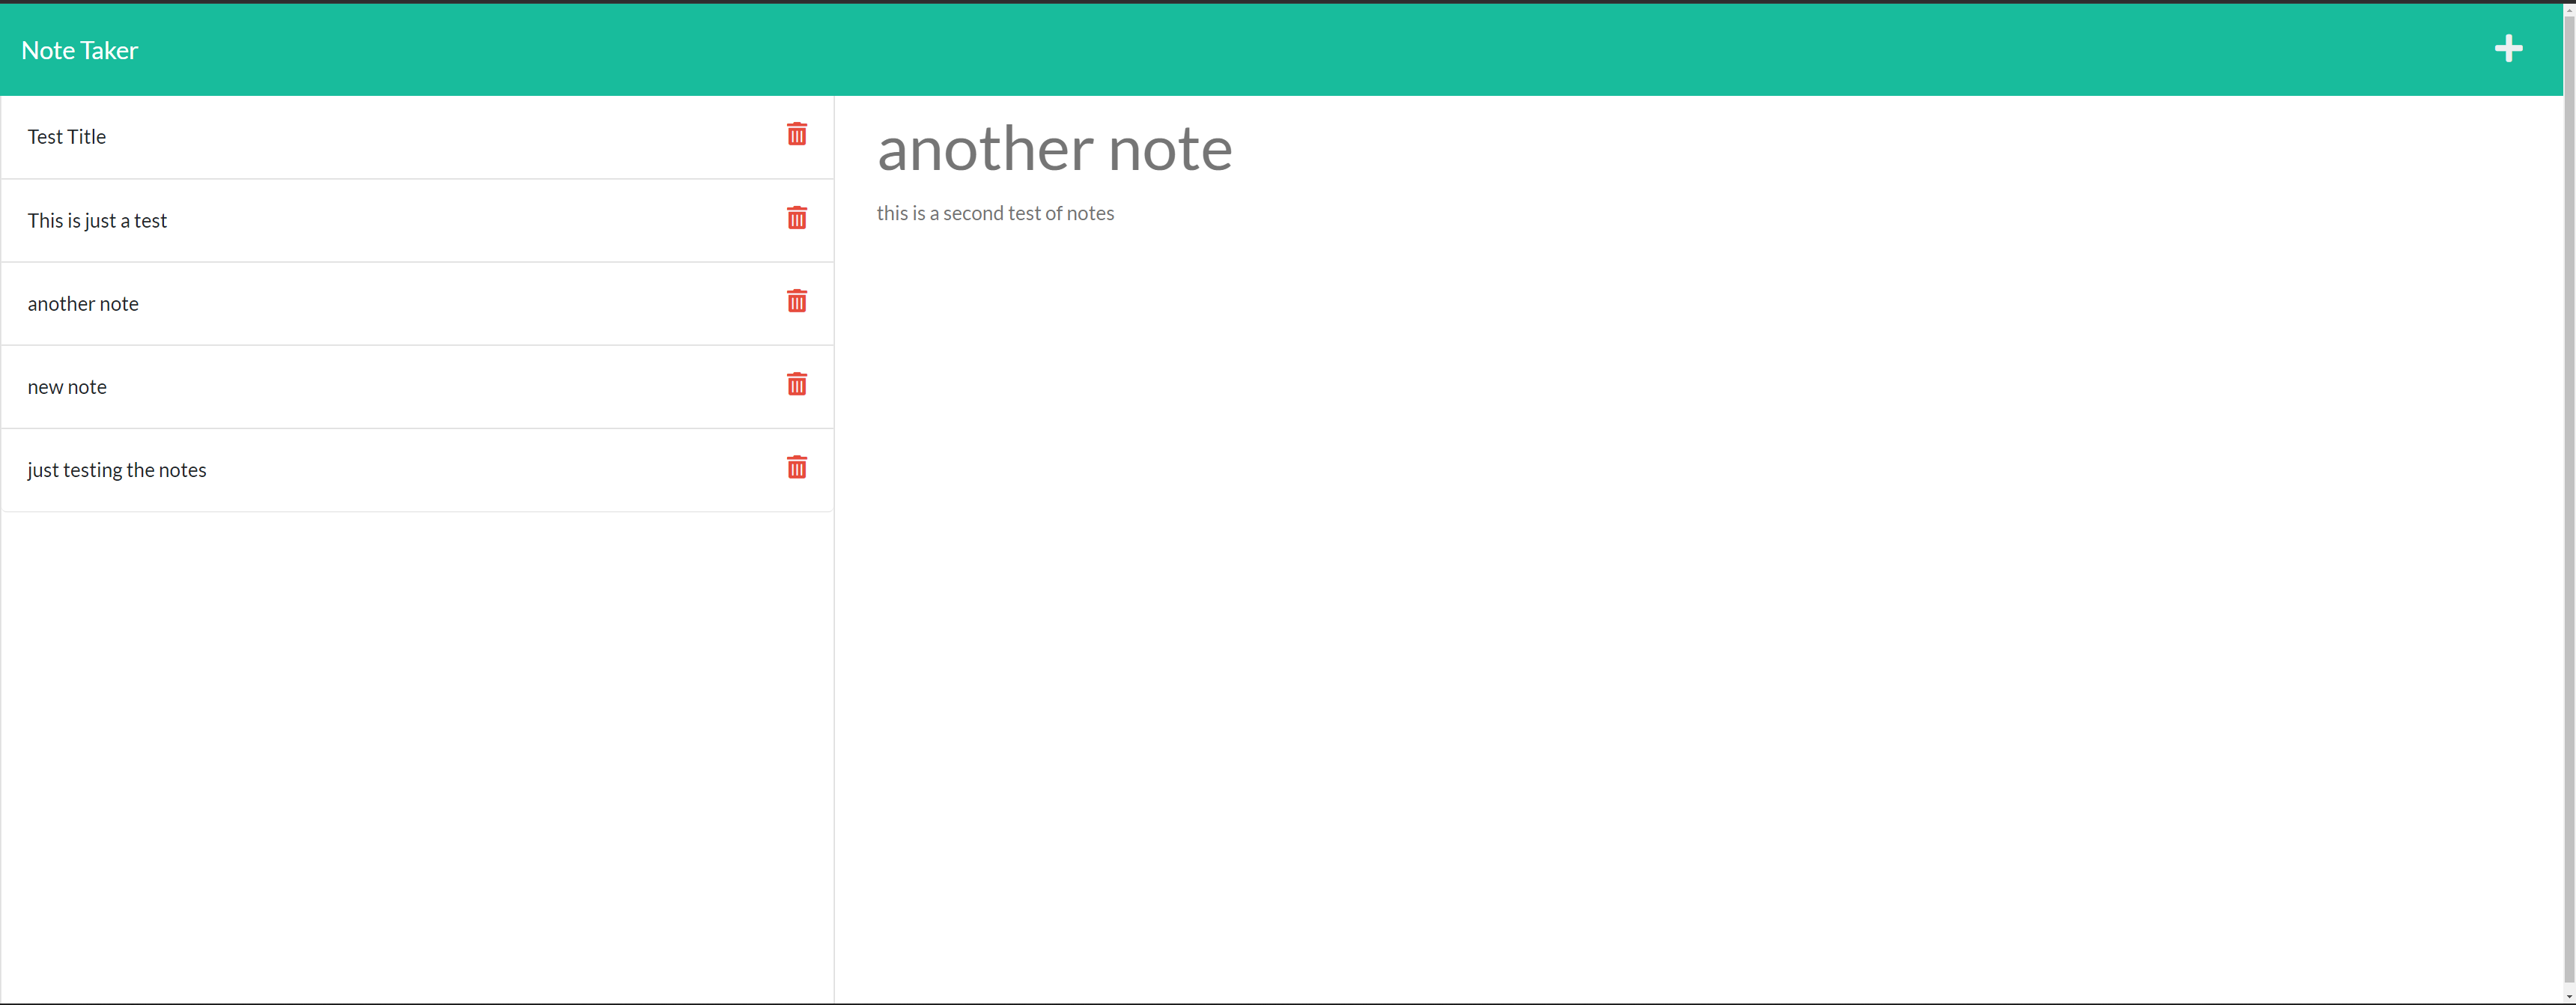 Note Taker
Test Title
This is just a test
another note
new note
just testing the notes
another note
this is a second test of notes